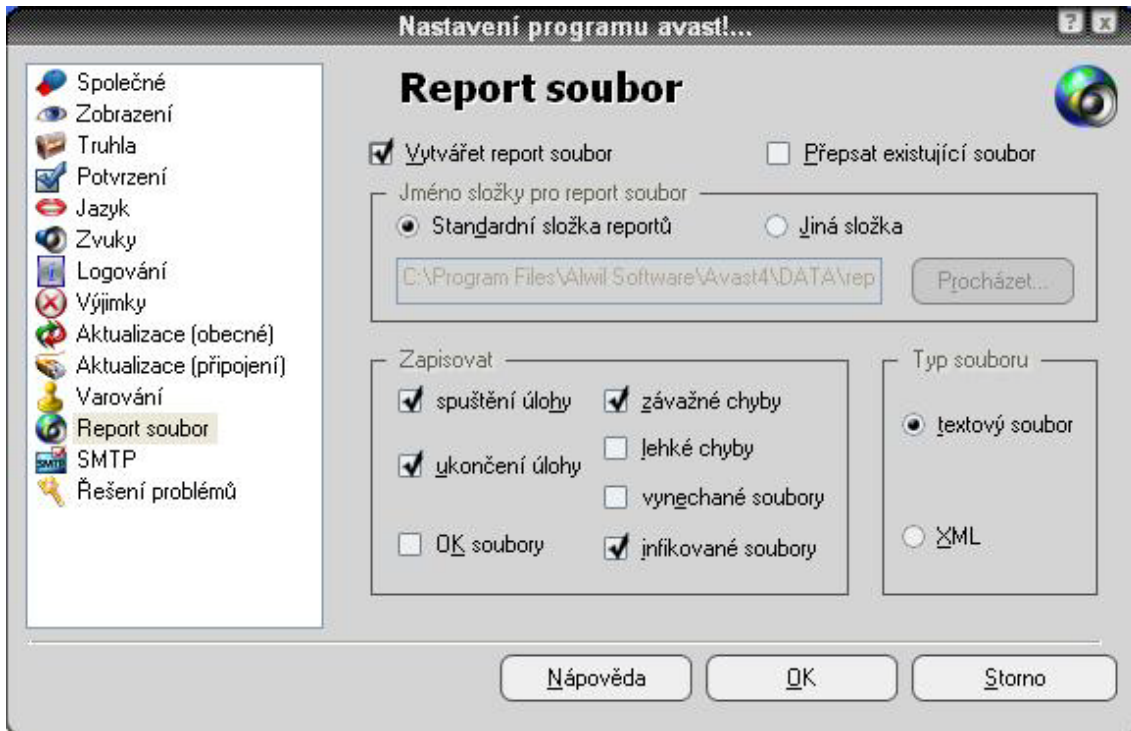 Nastavení programu avast!...
Společné
Zobrazení
Truhla
Potvrzení
Jazyk
Zvuky
Logování
Výjimky
Aktualizace (obecné)
Aktualizace (připojení)
Varování
Report soubor
SMTP
Řešení problémů
Report soubor
Vytvářet report soubor
Přepsat existující soubor
Jméno složky pro report soubor
Standardní složka reportů
Jiná složka
C:\Program Files\Alwil Software\Avast4\DATA\rep
Procházet...
Zapisovat
spuštění úlohy
závažné chyby
lehké chyby
ukončení úlohy
vynechané soubory
OK soubory
infikované soubory
Typ souboru
textový soubor
XML
Nápověda
OK
Storno